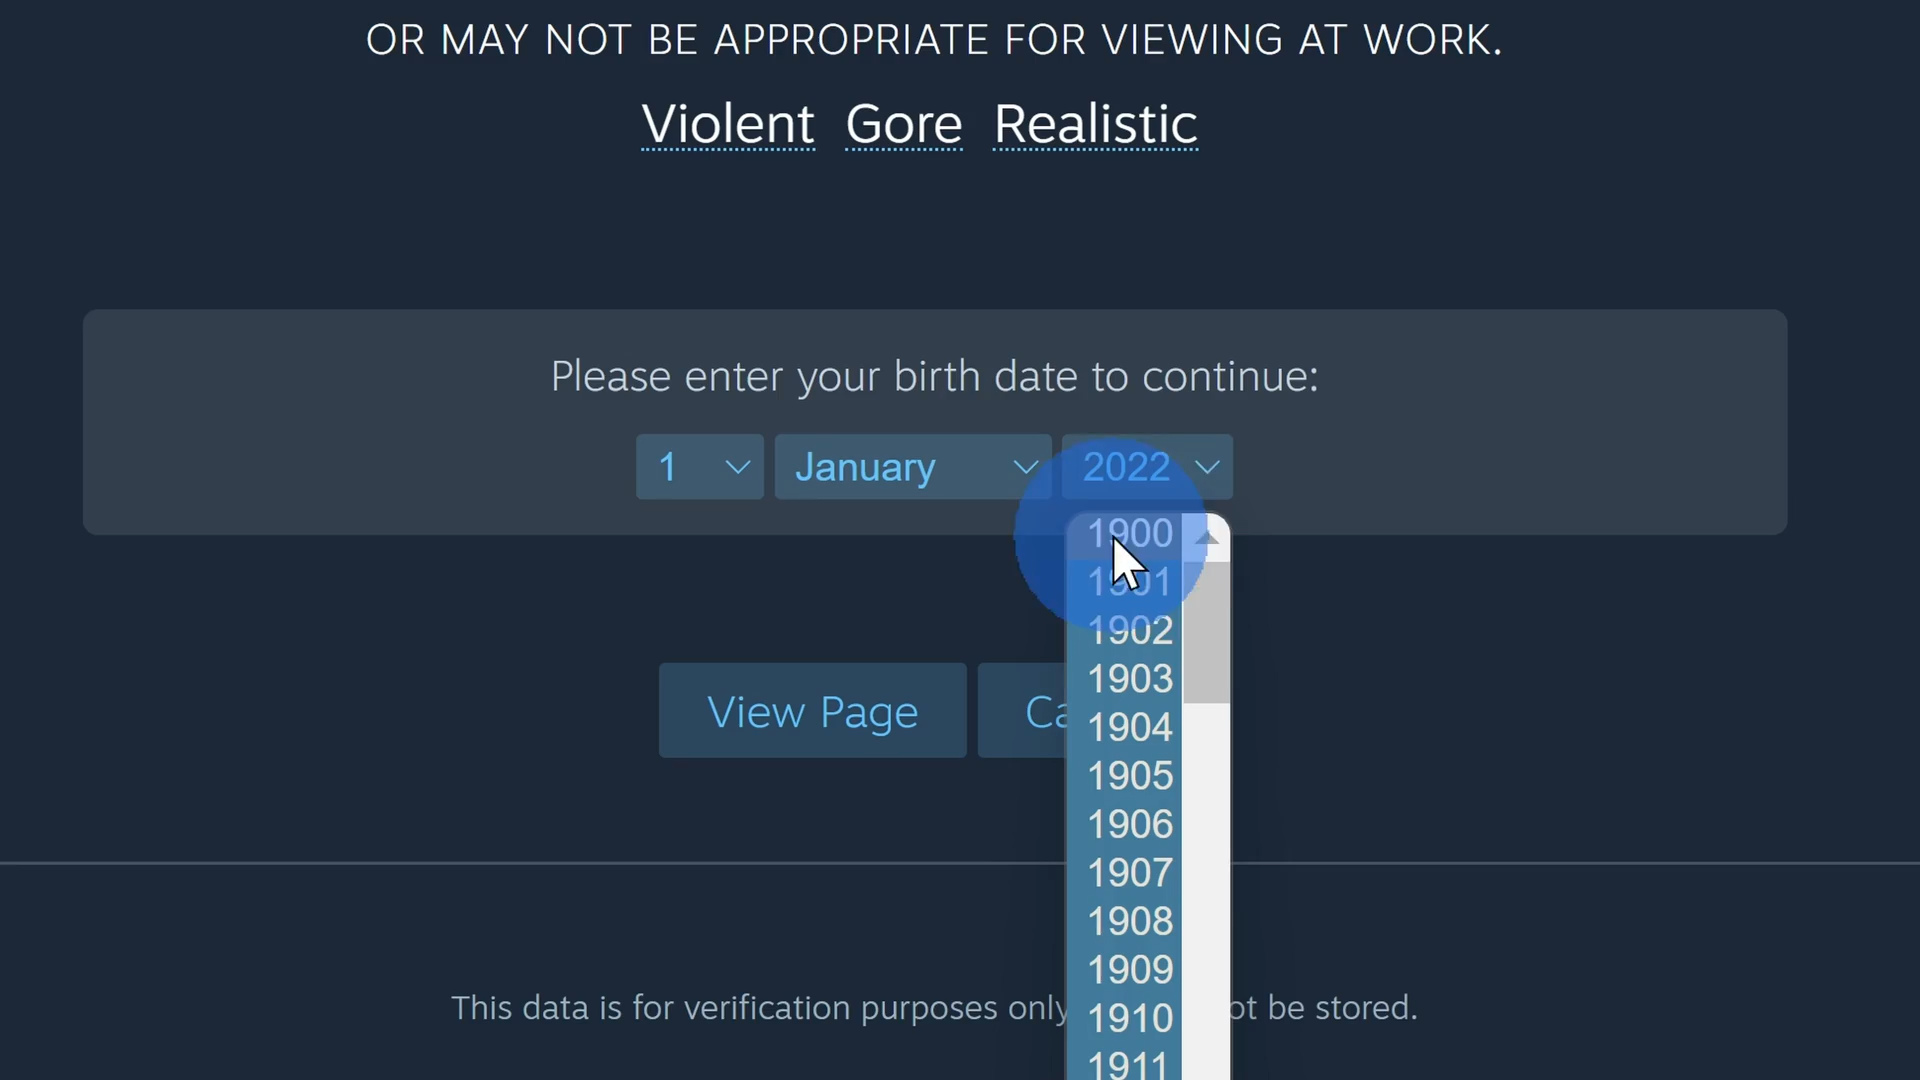 OR MAY NOT BE APPROPRIATE FOR VIEWING AT WORK.
Violent Gore Realistic
Please enter your birth date to continue:
1 January 2022
1900
1901
1902
1903
View Page
1904
1905
1906
1907
1908
1909
This data is for verification purposes only be stored.
1910
1911